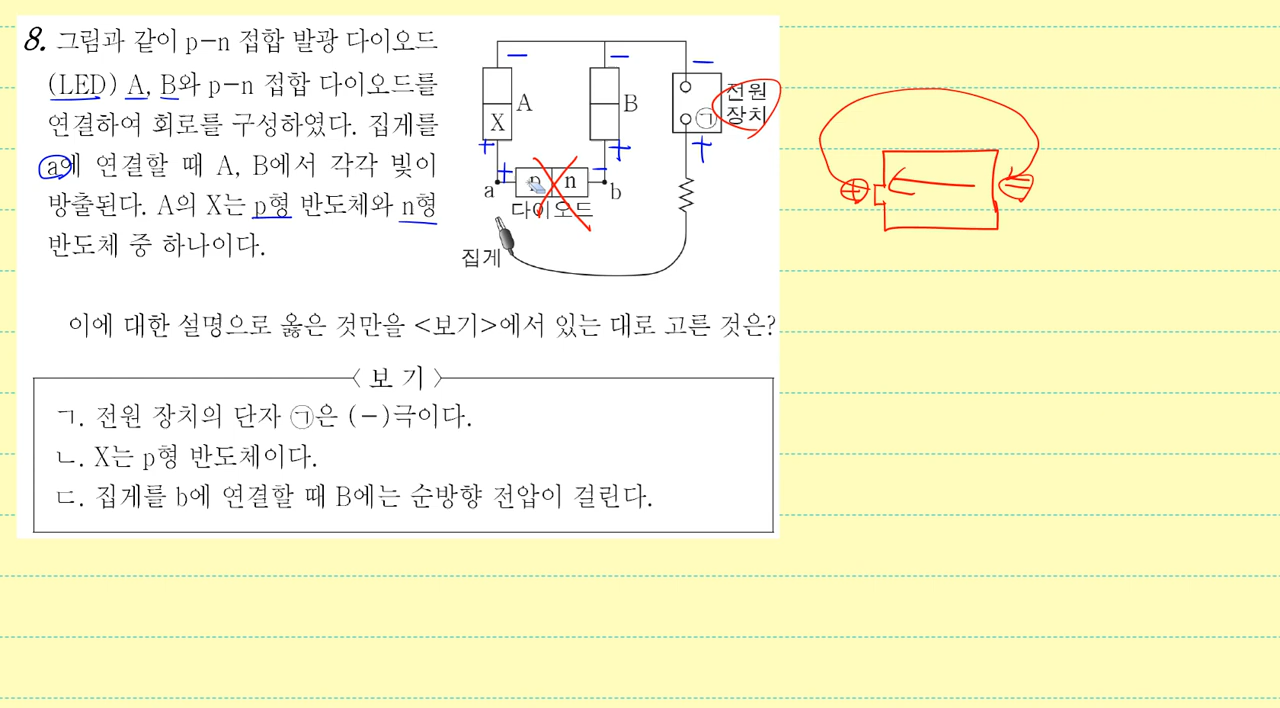 8. 그림과 같이 p-n 접합 발광 다이오드
(LED) A, B와 p-n 접합 다이오드를
연결하여 회로를 구성하였다. 집게를
a에 연결할 때 A, B에서 각각 빛이
방출된다. A의 X는 p형 반도체와 n형
반도체 중 하나이다.
- - -
A B 전원
장치
X ㉠
+ + +
+ -
a p n b
다이오드
집게
+ -
이에 대한 설명으로 옳은 것만을 <보기>에서 있는 대로 고른 것은?
<보 기>
ㄱ. 전원 장치의 단자 ㉠은 (-)극이다.
ㄴ. X는 p형 반도체이다.
ㄷ. 집게를 b에 연결할 때 B에는 순방향 전압이 걸린다.